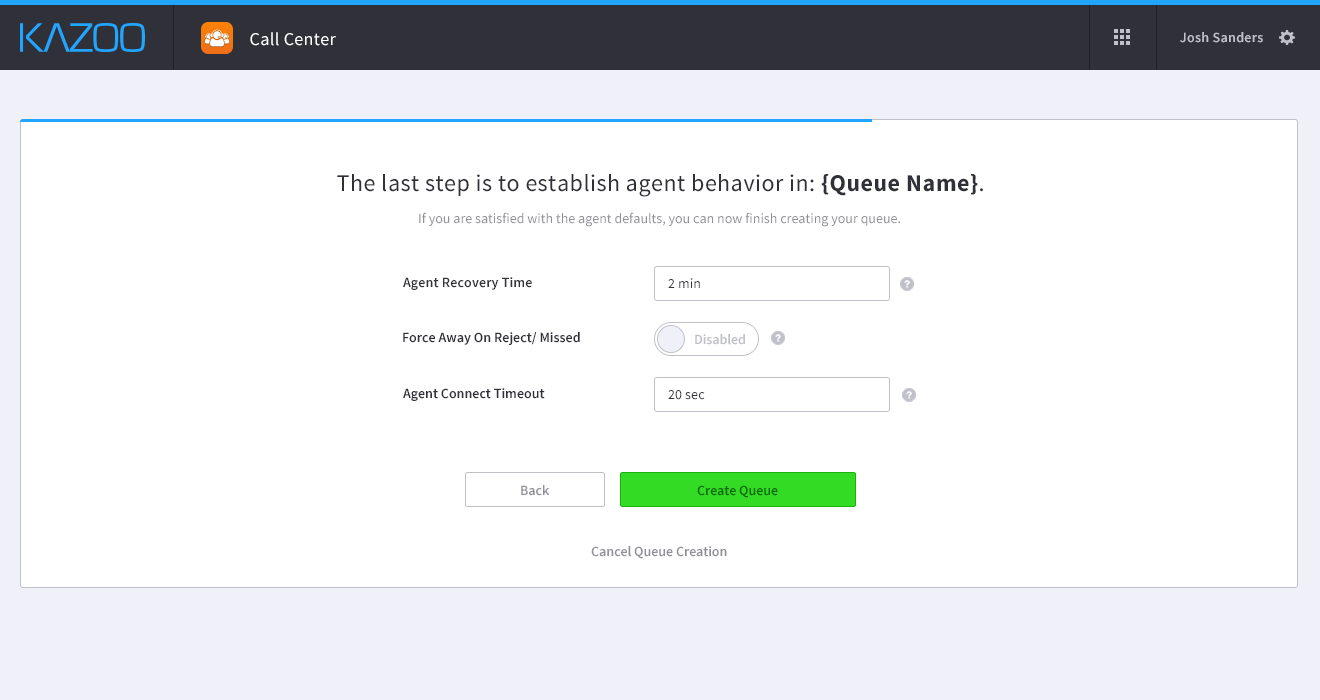 KAZOO
Call Center
Josh Sanders
The last step is to establish agent behavior in: {Queue Name}.
If you are satisfied with the agent defaults, you can now finish creating your queue.
Agent Recovery Time
2 min
?
Force Away On Reject/ Missed
Disabled
?
Agent Connect Timeout
20 sec
?
Back
Create Queue
Cancel Queue Creation